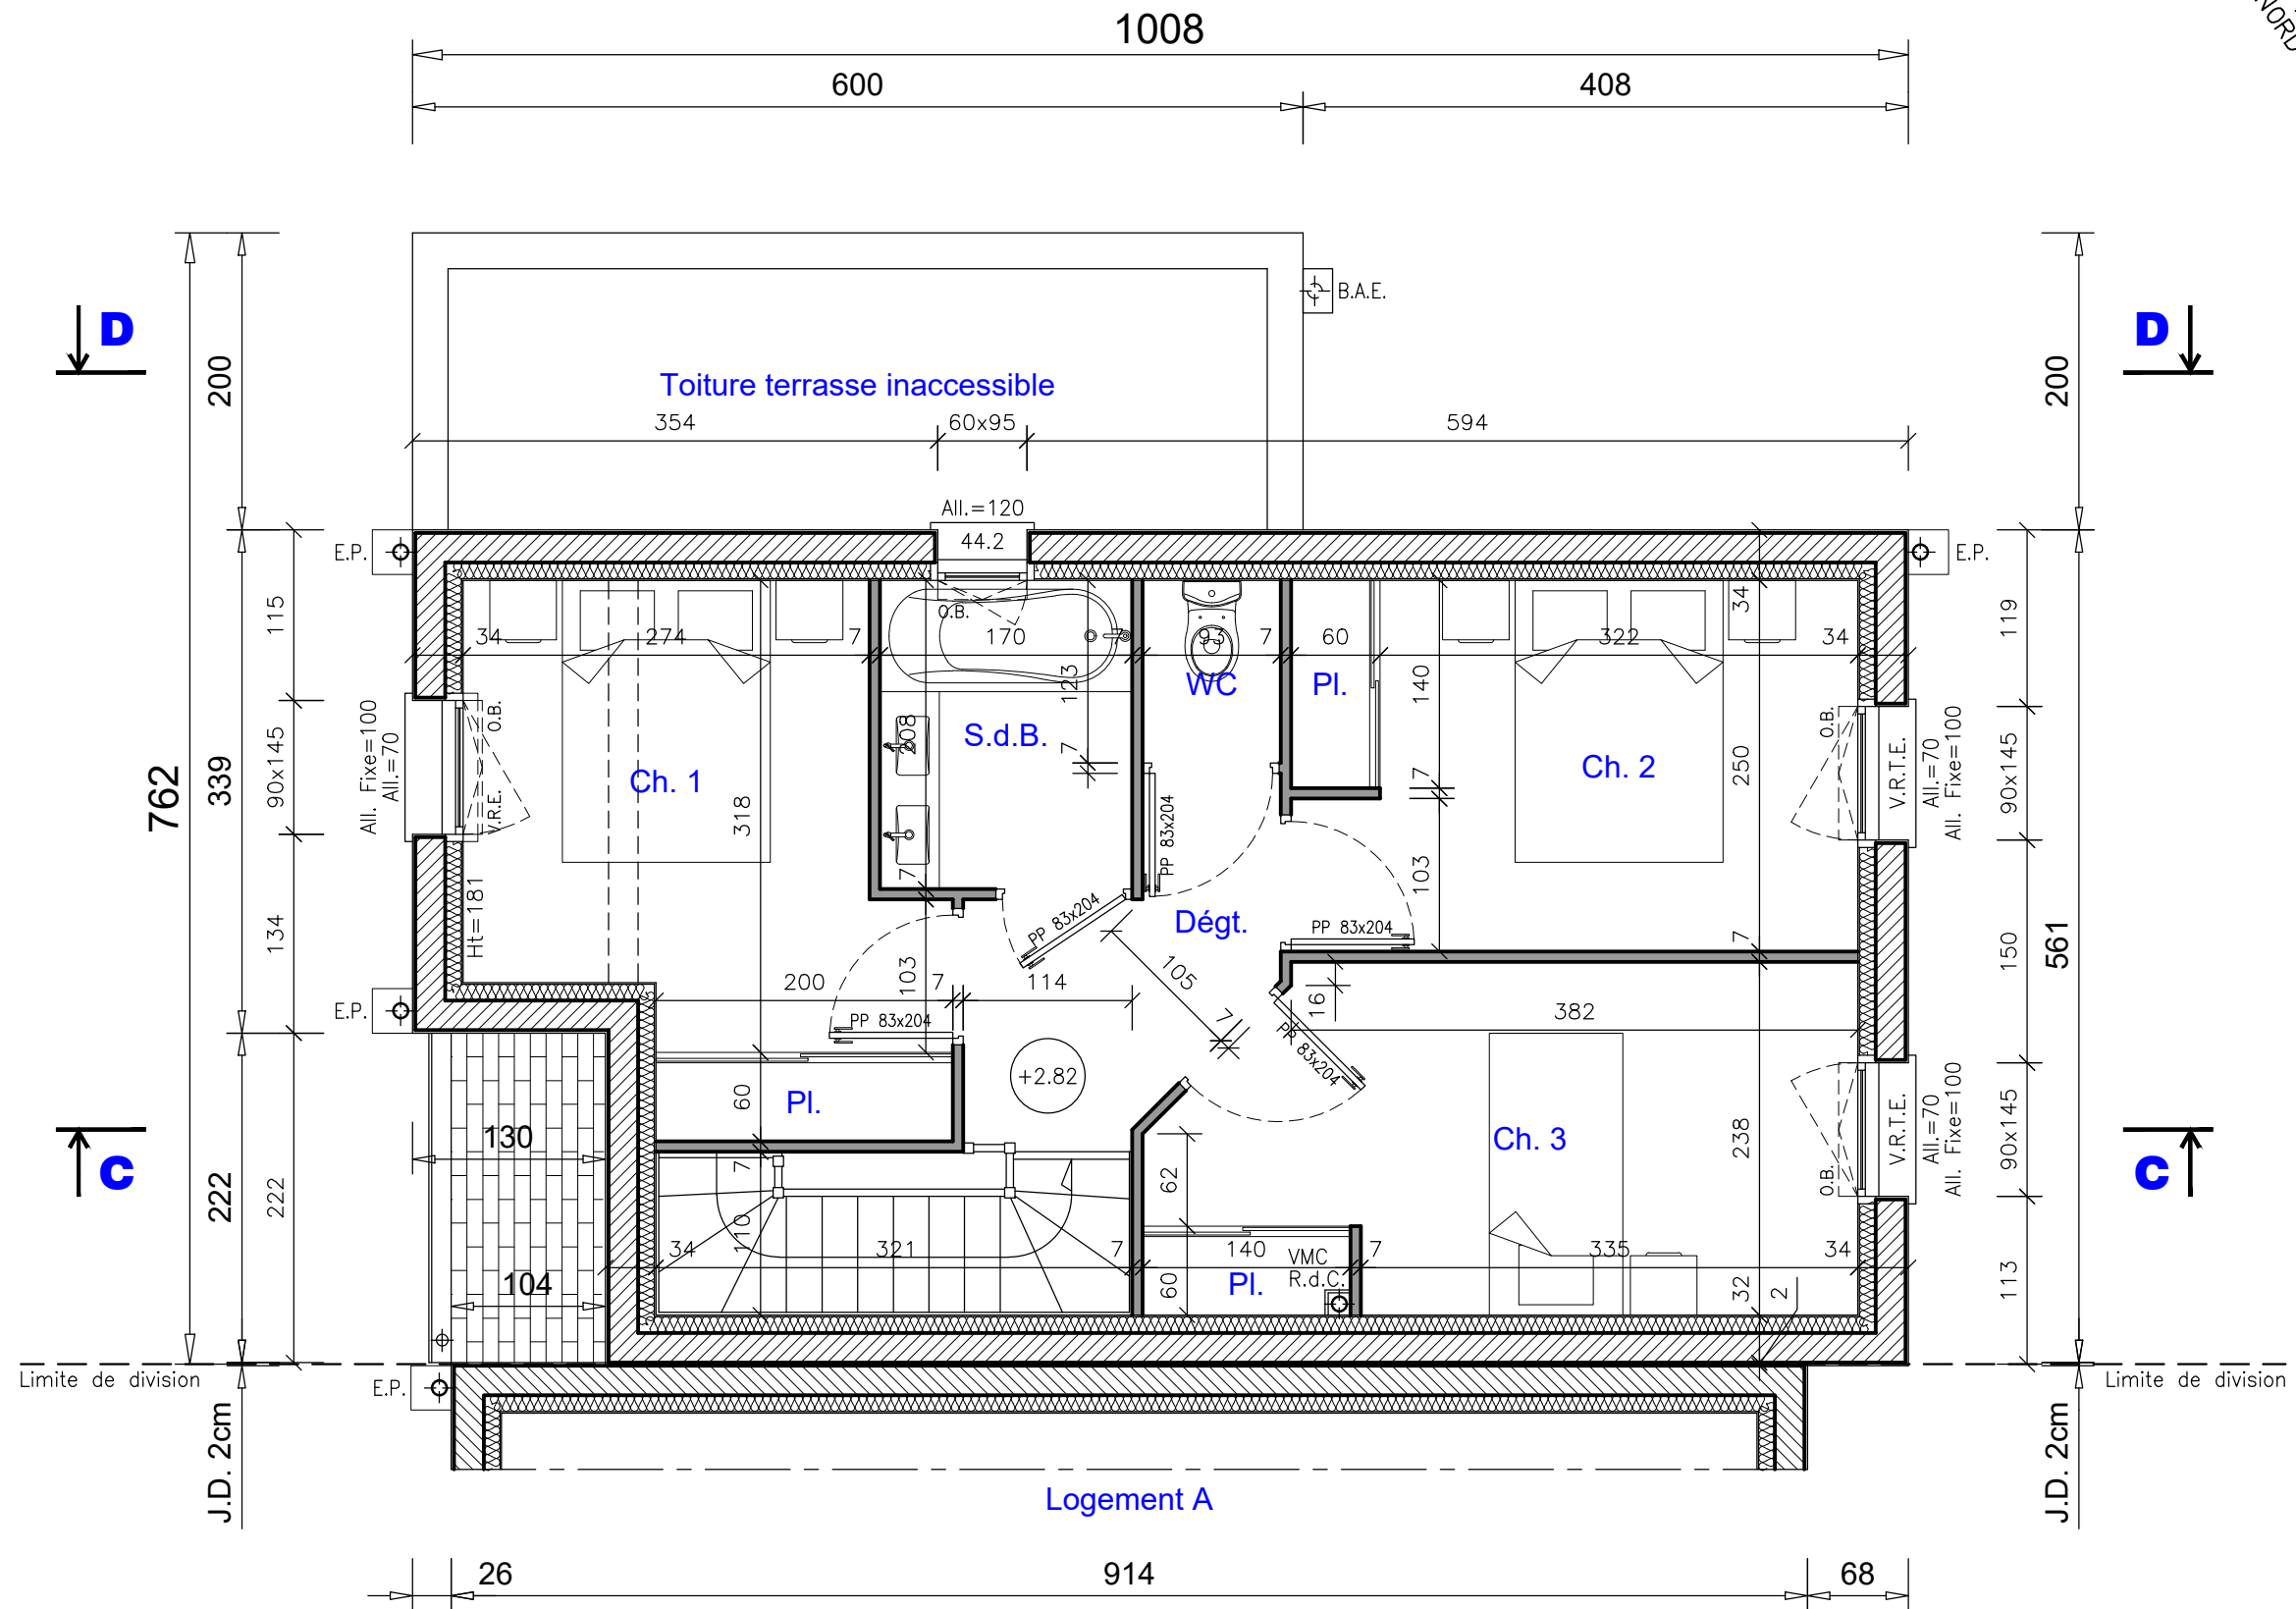 NORD
1008
600
408
D
D
200
200
B.A.E.
Toiture terrasse inaccessible
354
60x95
594
All.=120
44.2
E.P.
E.P.
O.B.
34
274
7
170
7
93
7
60
322
34
34
115
119
123
140
WC
Pl.
All. Fixe=100
All.=70
90x145
O.B.
V.R.E.
208
S.d.B.
7
7
Ch. 1
318
Ch. 2
250
O.B.
V.R.T.E.
All.=70
All. Fixe=100
90x145
762
339
PP 83x204
7
103
Ht=181
134
PP 83x204
Dégt.
PP 83x204
7
150
561
103
200
7
114
105
7
16
382
E.P.
PP 83x204
PP 83x204
+2.82
60
Pl.
130
C
C
222
222
7
110
62
Ch. 3
238
O.B.
V.R.T.E.
All.=70
All. Fixe=100
90x145
34
321
7
140
7
335
34
VMC
R.d.C.
104
60
Pl.
32
2
113
Limite de division
Limite de division
E.P.
J.D. 2cm
J.D. 2cm
Logement A
26
914
68